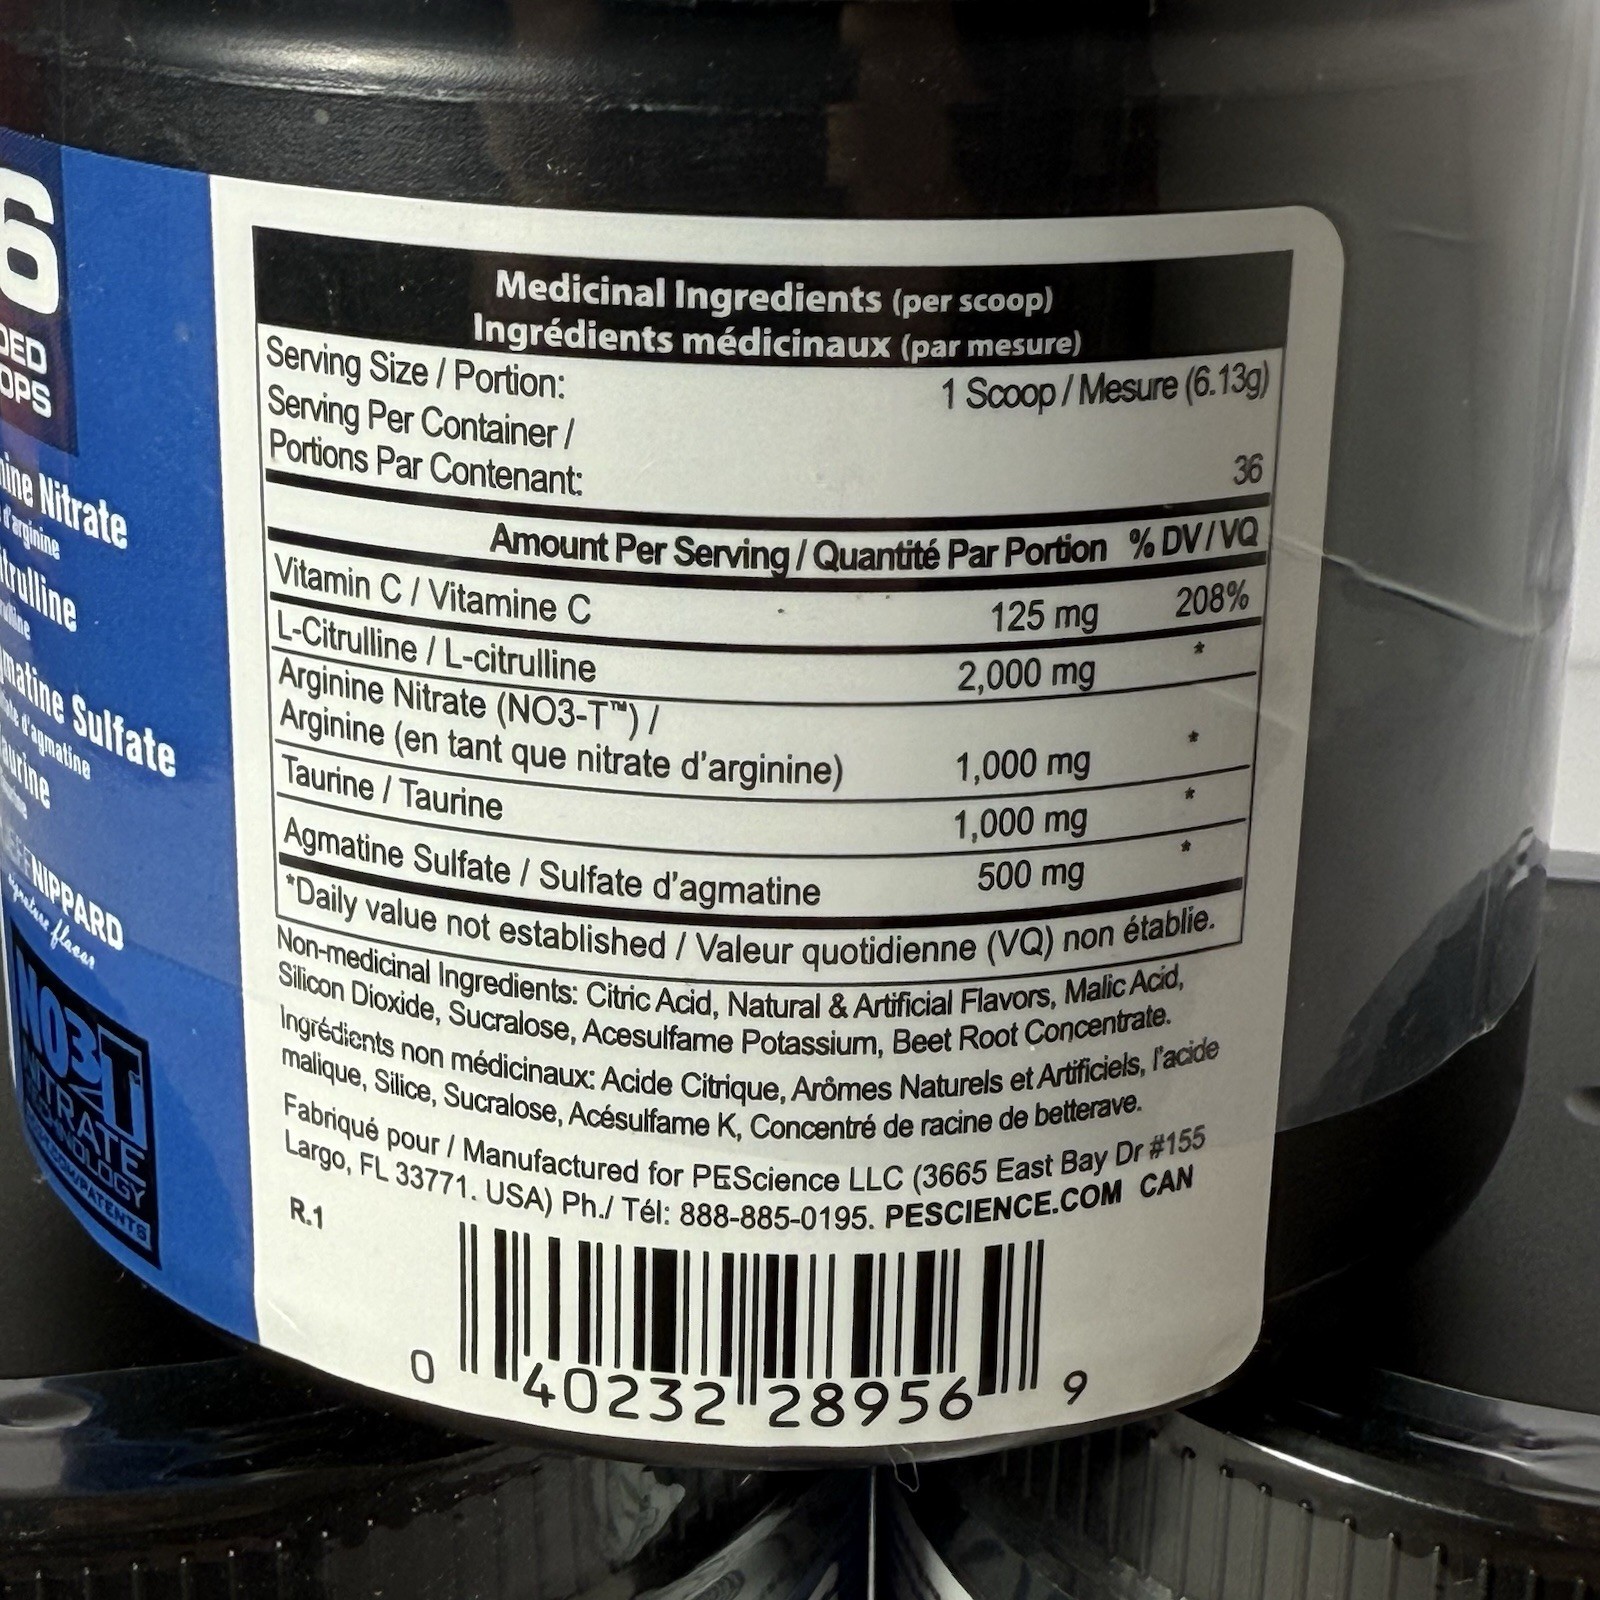 6
DED
OPS
ine Nitrate
d'arginine
trulline
matine Sulfate
d'agmatine
aurine
NIPPARD
signature flavor
NO3T
NITRATE
TECHNOLOGY
Medicinal Ingredients (per scoop)
Ingrédients médicinaux (par mesure)
Serving Size / Portion: 1 Scoop / Mesure (6.13g)
Serving Per Container /
Portions Par Contenant: 36
Amount Per Serving / Quantité Par Portion % DV / VQ
Vitamin C / Vitamine C 125 mg 208%
L-Citrulline / L-citrulline 2,000 mg *
Arginine Nitrate (NO3-T™) /
Arginine (en tant que nitrate d'arginine) 1,000 mg *
Taurine / Taurine 1,000 mg *
Agmatine Sulfate / Sulfate d'agmatine 500 mg *
*Daily value not established / Valeur quotidienne (VQ) non établie.
Non-medicinal Ingredients: Citric Acid, Natural & Artificial Flavors, Malic Acid,
Silicon Dioxide, Sucralose, Acesulfame Potassium, Beet Root Concentrate.
Ingrédients non médicinaux: Acide Citrique, Arômes Naturels et Artificiels, l'acide
malique, Silice, Sucralose, Acésulfame K, Concentré de racine de betterave.
Fabriqué pour / Manufactured for PEScience LLC (3665 East Bay Dr #155
Largo, FL 33771. USA) Ph./ Tél: 888-885-0195. PESCIENCE.COM CAN
R.1
0 40232 28956 9